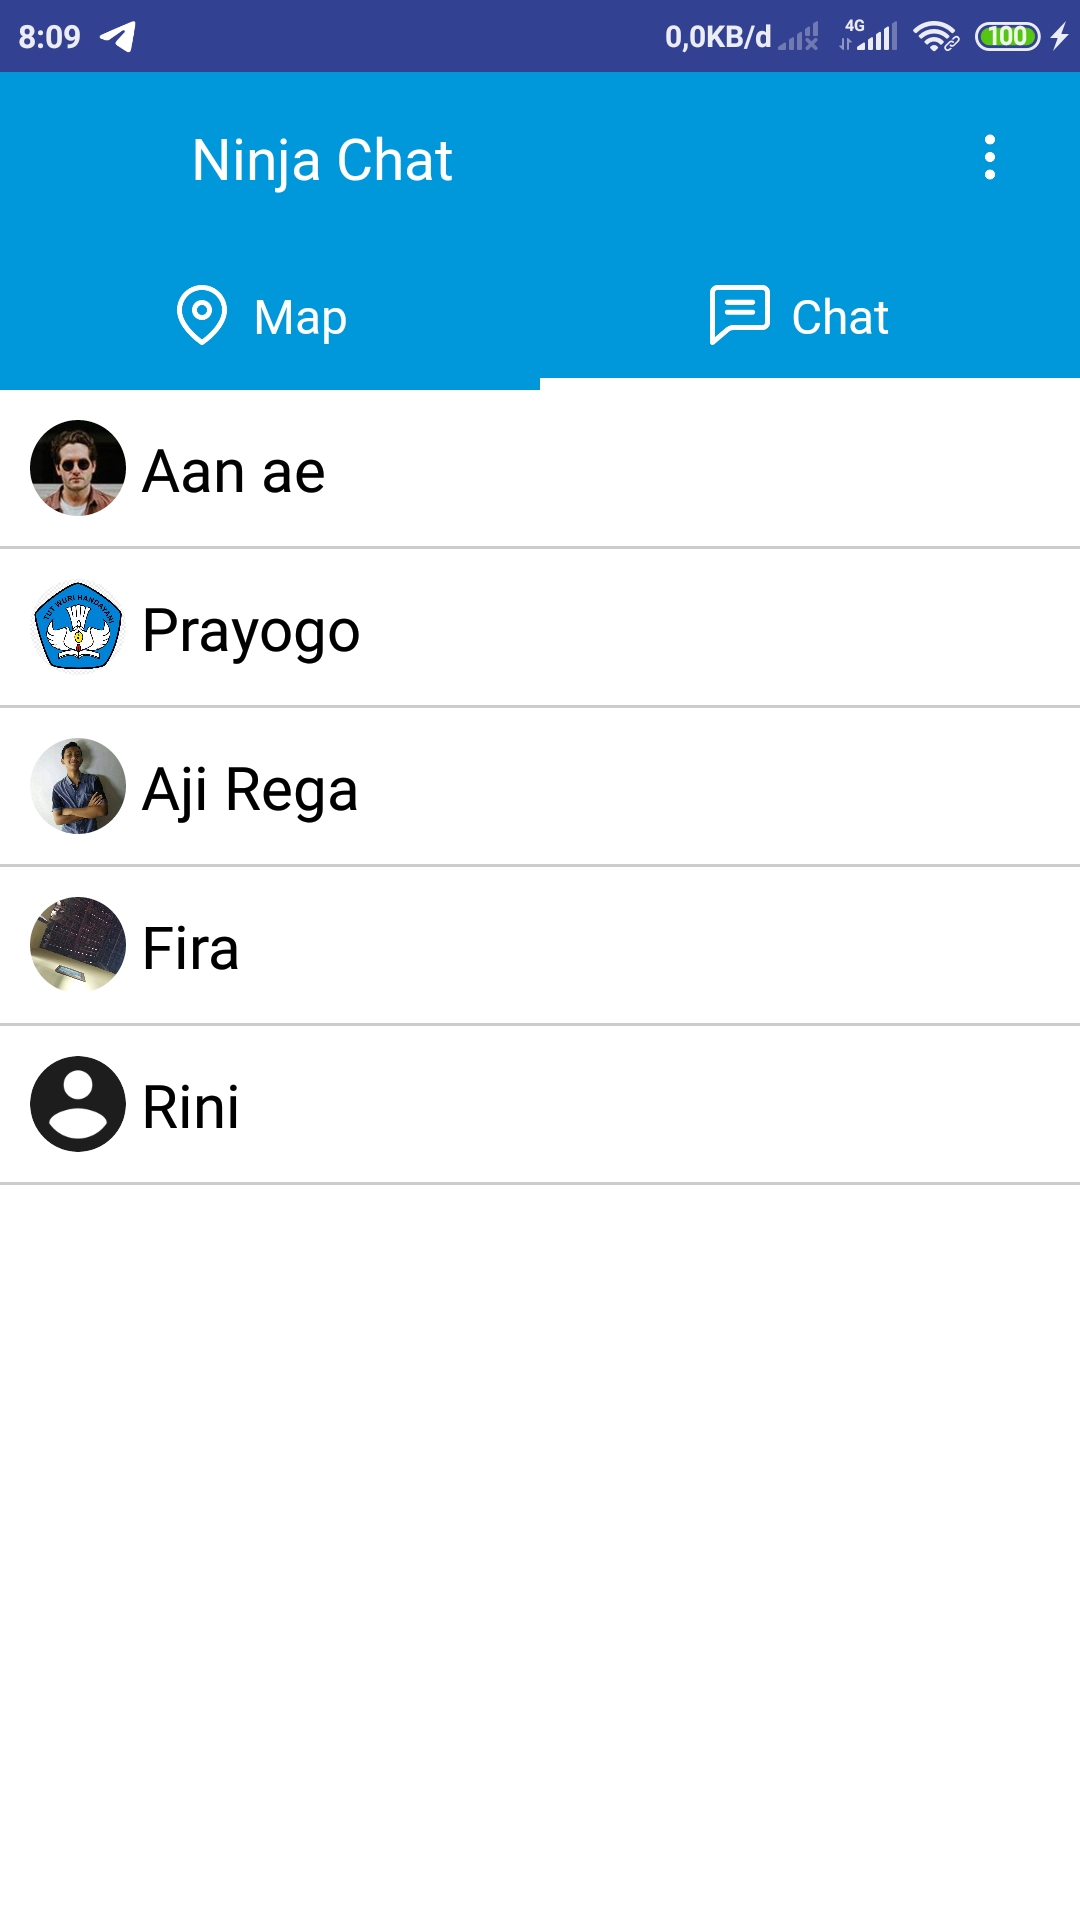 8:09 0,0KB/d 4G 100
Ninja Chat
Map Chat
Aan ae
TUT WURI HANDAYANI
Prayogo
Aji Rega
Fira
Rini